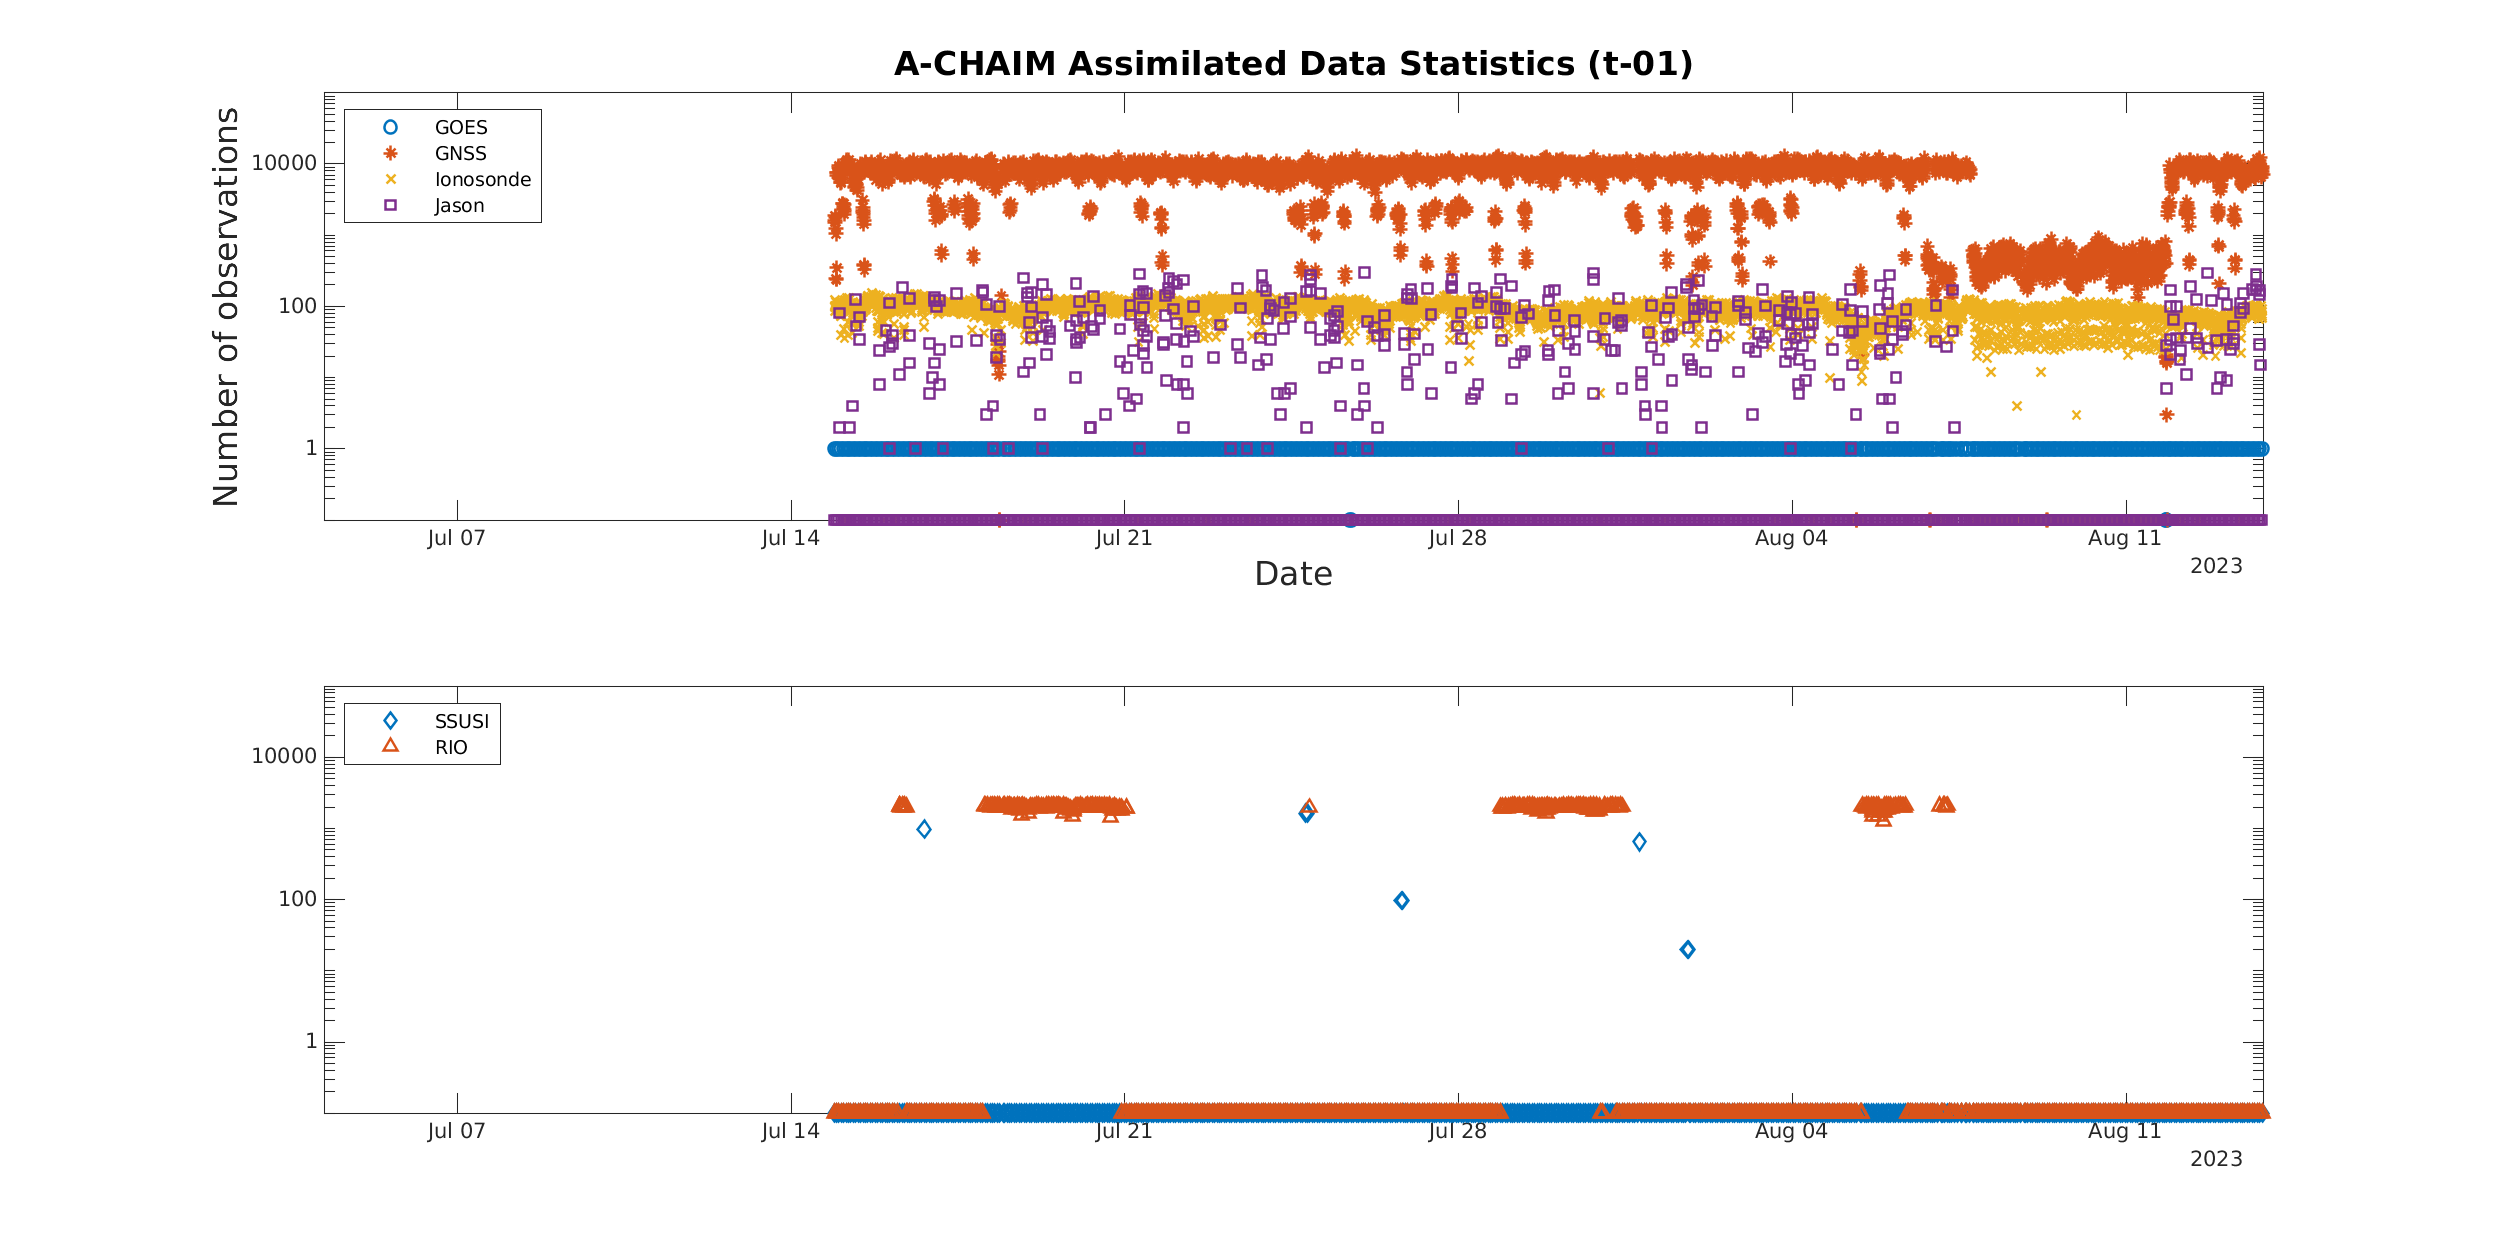 A-CHAIM Assimilated Data Statistics (t-01)
Number of observations
10000
100
1
GOES
GNSS
Ionosonde
Jason
Jul 07
Jul 14
Jul 21
Jul 28
Aug 04
Aug 11
2023
Date
10000
100
1
SSUSI
RIO
Jul 07
Jul 14
Jul 21
Jul 28
Aug 04
Aug 11
2023